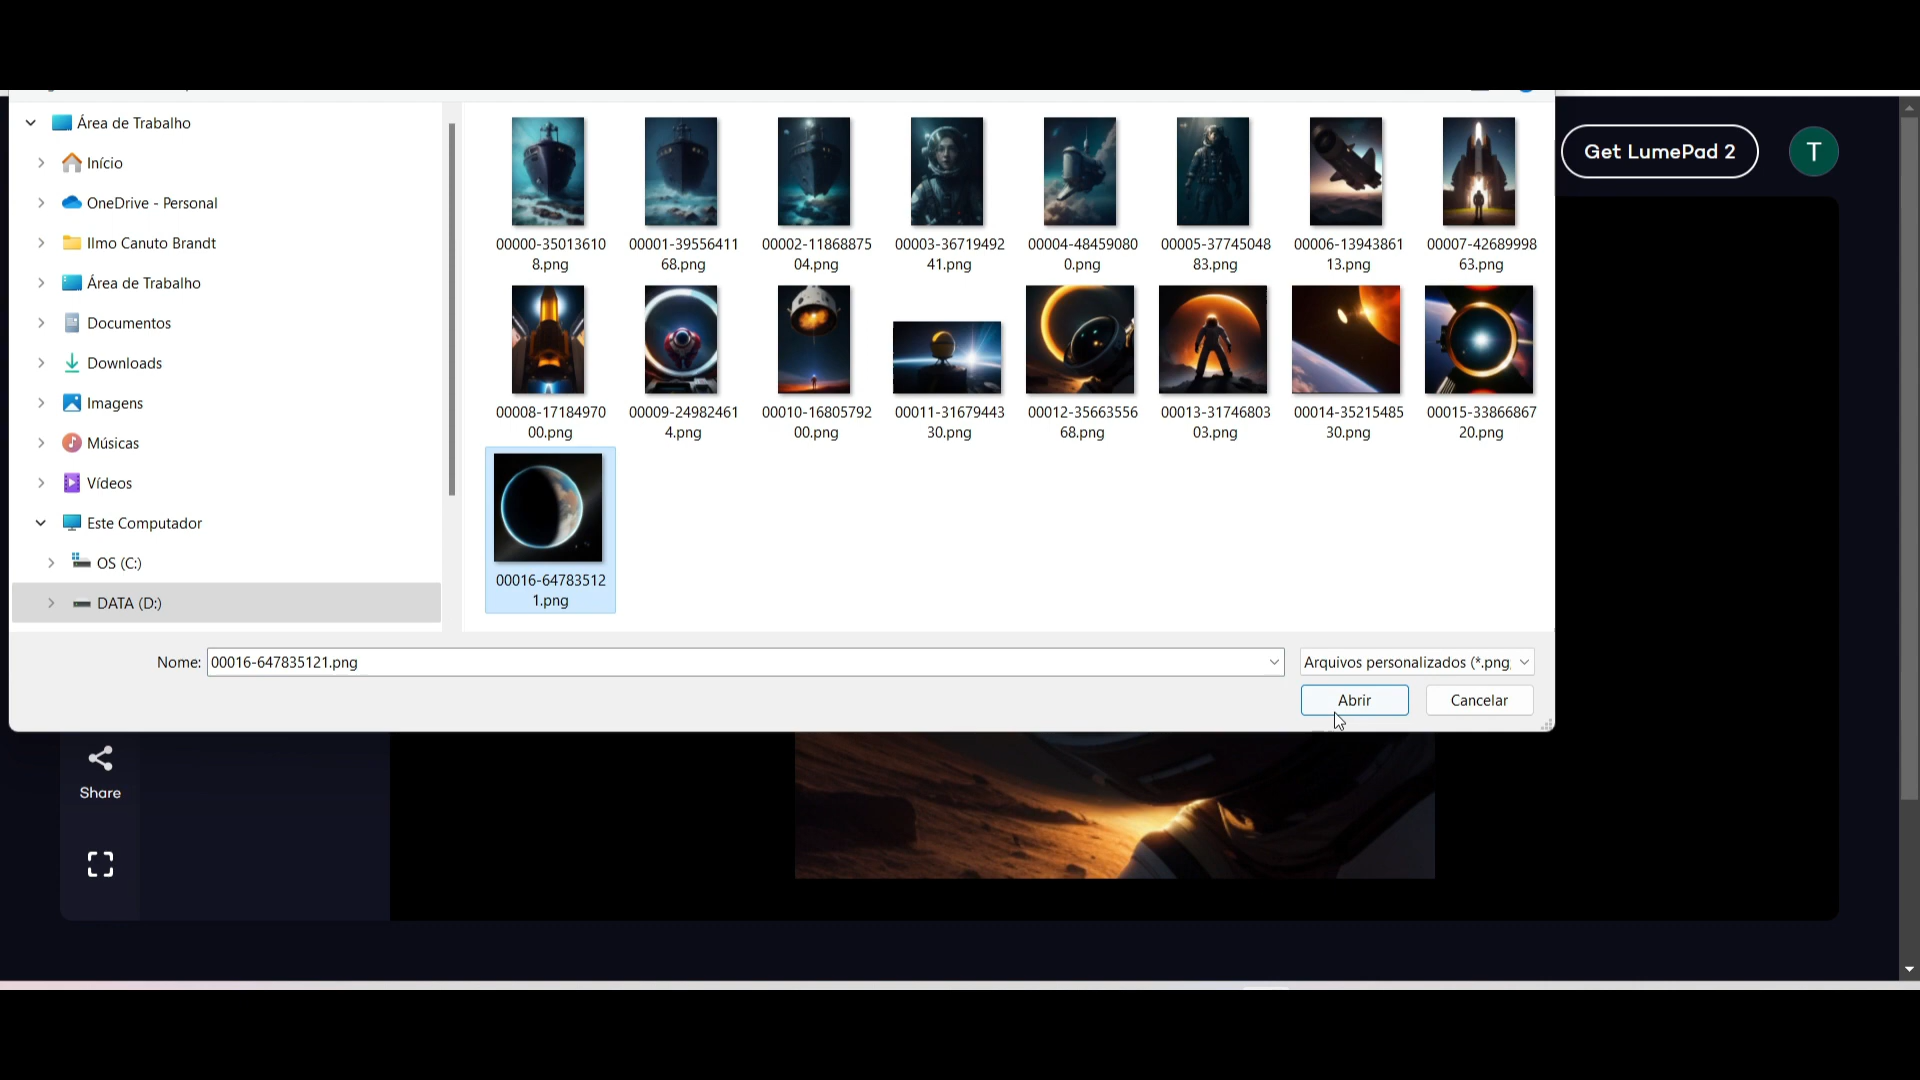 Área de Trabalho
Início
OneDrive - Personal
Ilmo Canuto Brandt
Área de Trabalho
Documentos
Downloads
Imagens
Músicas
Vídeos
Este Computador
OS (C:)
DATA (D:)
00000-35013610
8.png
00001-39556411
68.png
00002-11868875
04.png
00003-36719492
41.png
00004-48459080
0.png
00005-37745048
83.png
00006-13943861
13.png
00007-42689998
63.png
00008-17184970
00.png
00009-24982461
4.png
00010-16805792
00.png
00011-31679443
30.png
00012-35663556
68.png
00013-31746803
03.png
00014-35215485
30.png
00015-33866867
20.png
00016-64783512
1.png
Nome: 00016-647835121.png
Arquivos personalizados (*.png
Abrir
Cancelar
Get LumePad 2
T
Share